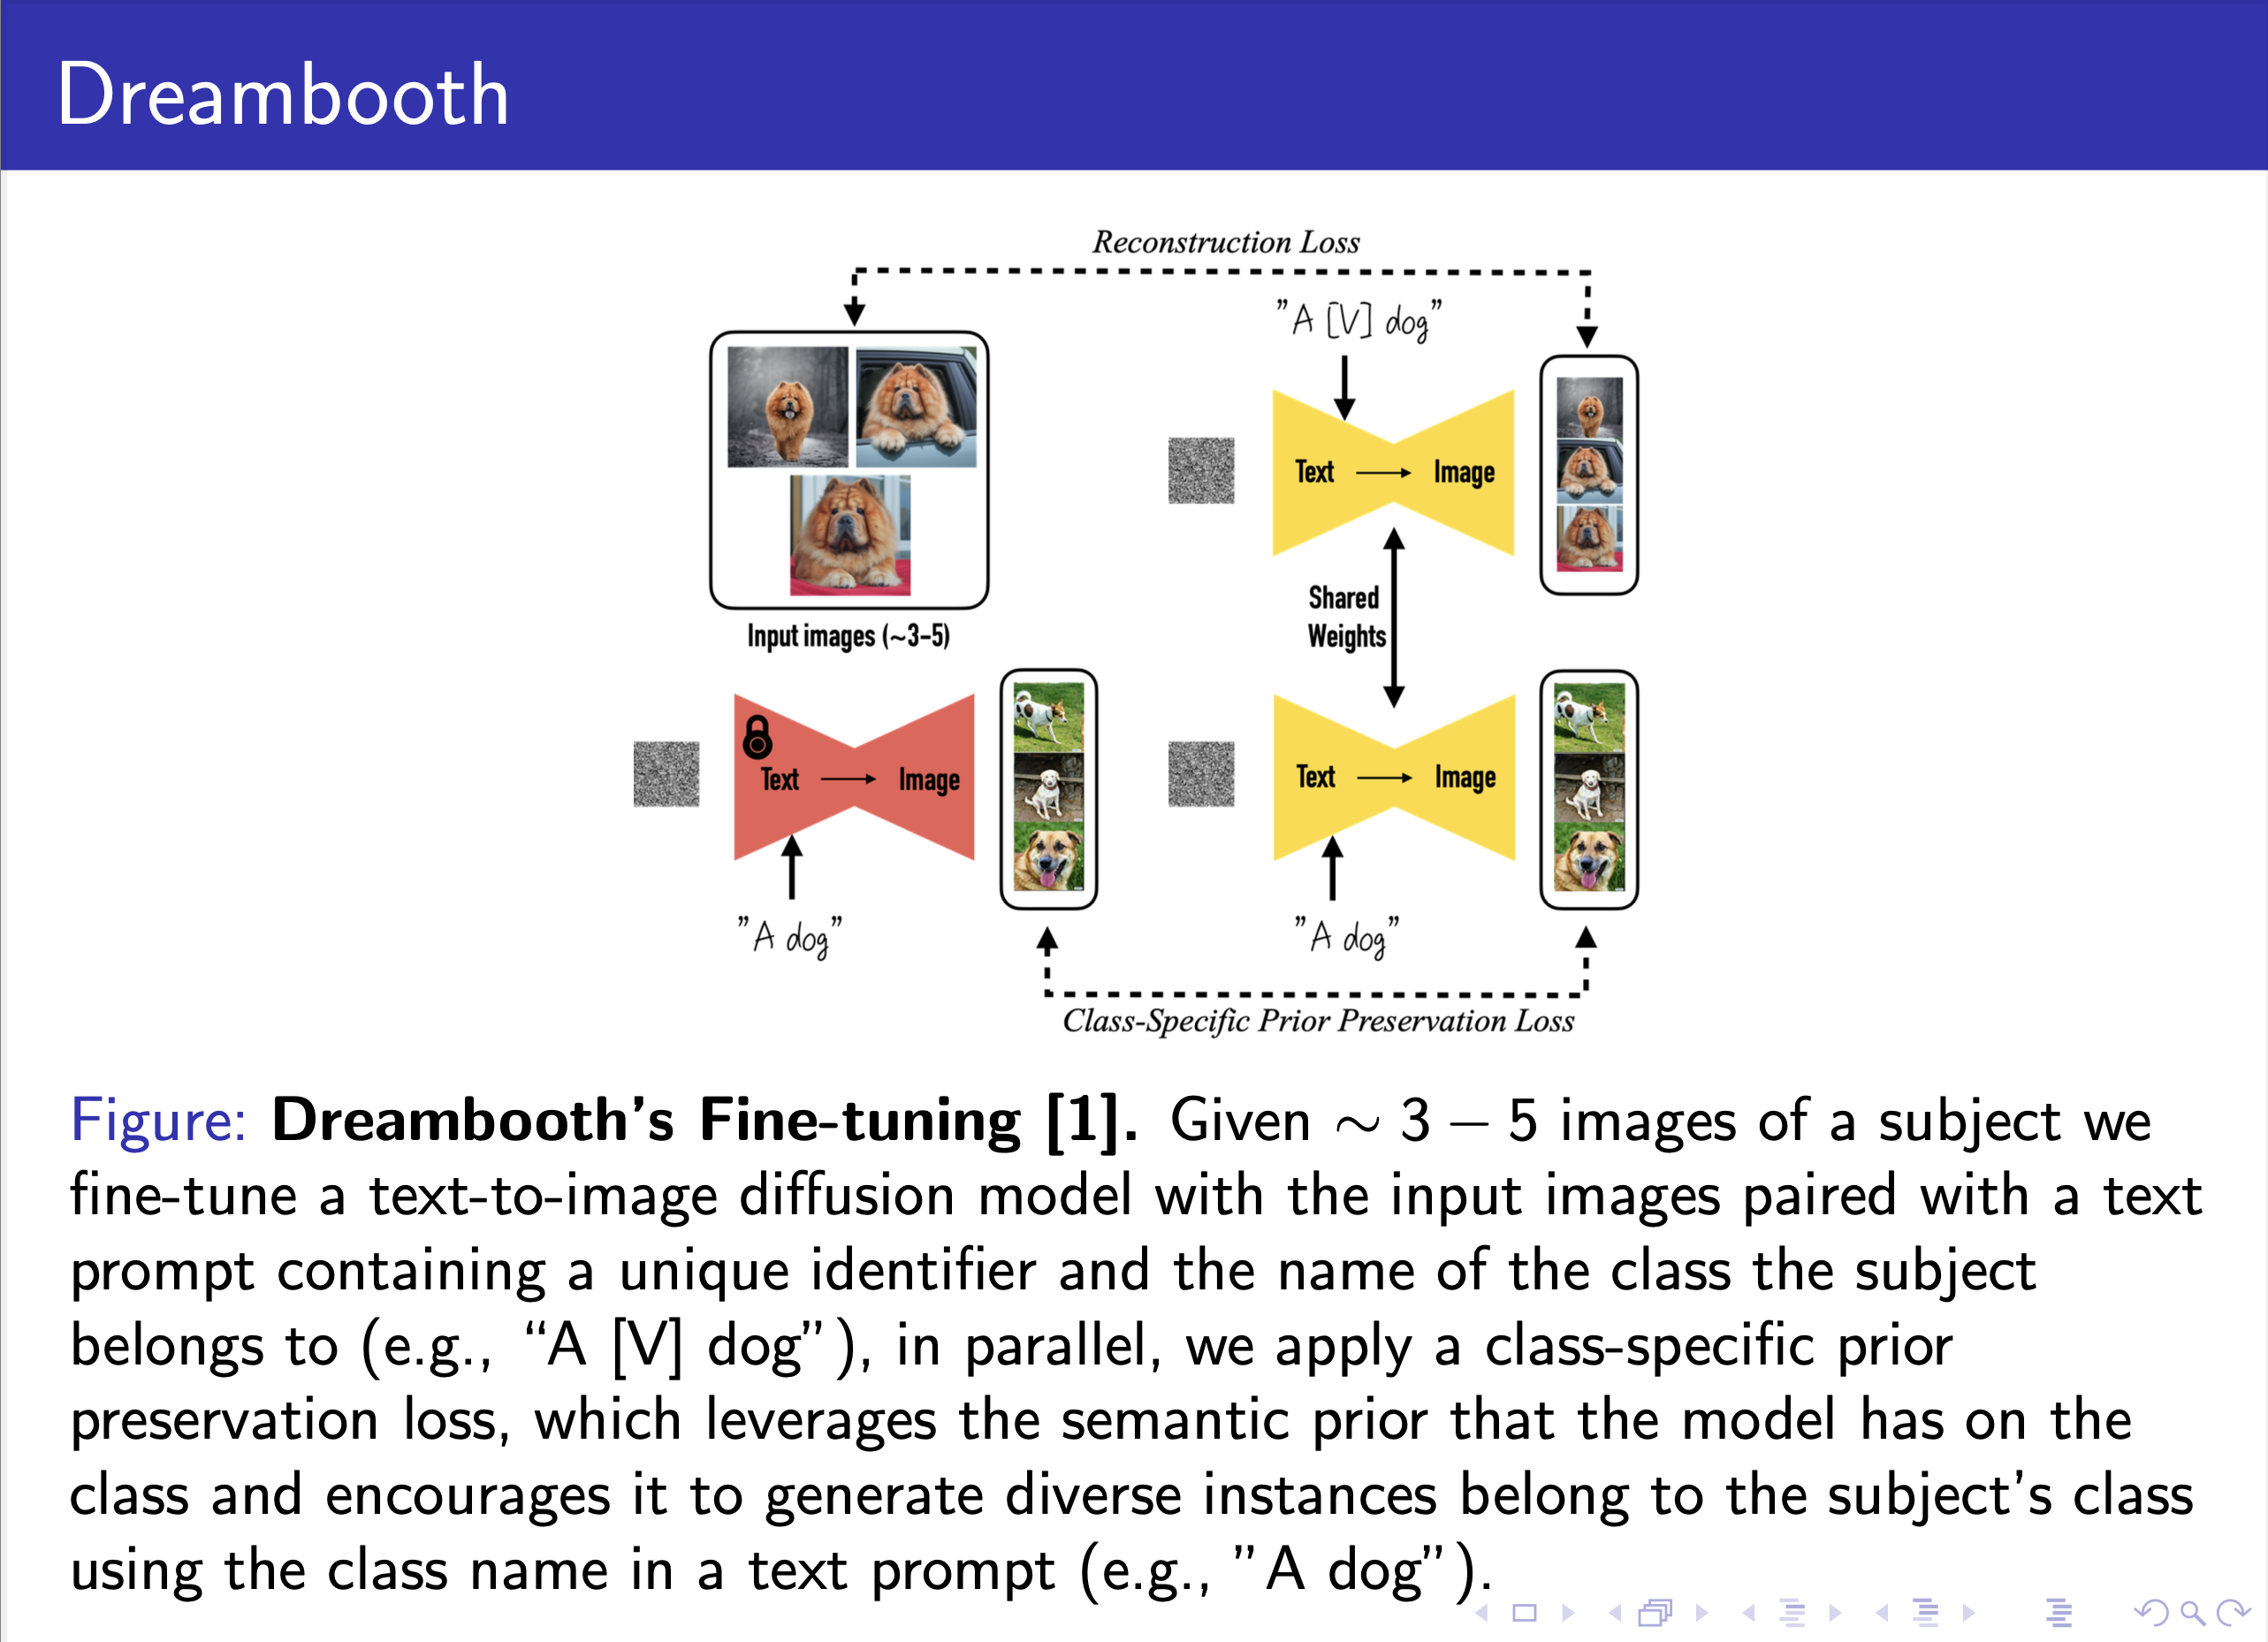 Dreambooth
Reconstruction Loss
"A [V] dog"
Text
Image
Input images (~3-5)
Shared
Weights
Text
Image
"A dog"
Text
Image
"A dog"
Class-Specific Prior Preservation Loss
Figure: Dreambooth's Fine-tuning [1]. Given ∼ 3 − 5 images of a subject we
fine-tune a text-to-image diffusion model with the input images paired with a text
prompt containing a unique identifier and the name of the class the subject
belongs to (e.g., “A [V] dog”), in parallel, we apply a class-specific prior
preservation loss, which leverages the semantic prior that the model has on the
class and encourages it to generate diverse instances belong to the subject's class
using the class name in a text prompt (e.g., ”A dog”).